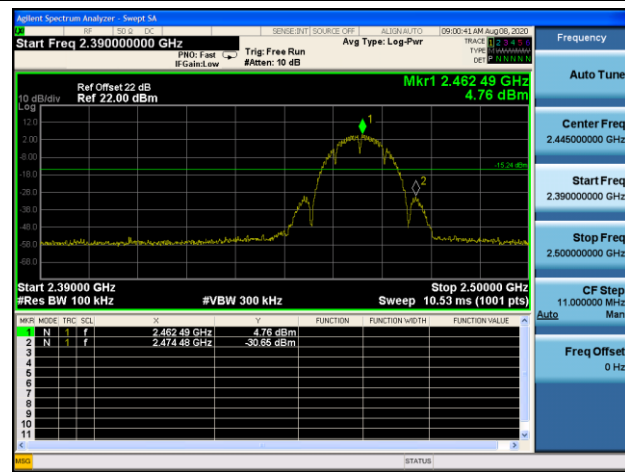 Agilent Spectrum Analyzer - Swept SA
RF 50 Ω DC SENSE:INT SOURCE OFF ALIGN AUTO 09:00:41 AM Aug 08, 2020
Start Freq 2.390000000 GHz
PNO: Fast
IFGain:Low
Trig: Free Run
#Atten: 10 dB
Avg Type: Log-Pwr
TRACE 1 2 3 4 5 6
TYPE
DET P N N N N N
Ref Offset 22 dB
10 dB/div Ref 22.00 dBm
Log
Mkr1 2.462 49 GHz
4.76 dBm
12.0
2.00
-8.00
-18.0
-28.0
-38.0
-48.0
-58.0
-68.0
1
2
-15.24 dBm
Start 2.39000 GHz Stop 2.50000 GHz
#Res BW 100 kHz #VBW 300 kHz Sweep 10.53 ms (1001 pts)
MKR MODE TRC SCL X Y FUNCTION FUNCTION WIDTH FUNCTION VALUE
1 N 1 f 2.462 49 GHz 4.76 dBm
2 N 1 f 2.474 48 GHz -30.65 dBm
3
4
5
6
7
8
9
10
11
MSG STATUS
Frequency
Auto Tune
Center Freq
2.445000000 GHz
Start Freq
2.390000000 GHz
Stop Freq
2.500000000 GHz
CF Step
11.000000 MHz
Auto Man
Freq Offset
0 Hz